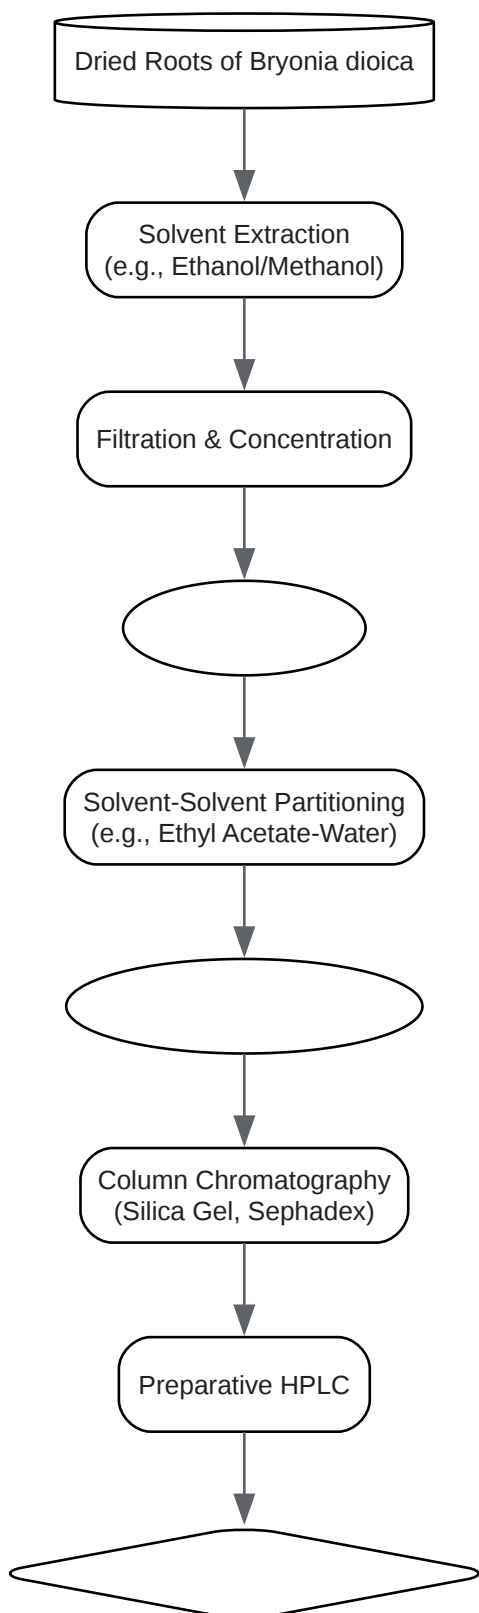 Dried Roots of Bryonia dioica
Solvent Extraction
(e.g., Ethanol/Methanol)
Filtration & Concentration
Solvent-Solvent Partitioning
(e.g., Ethyl Acetate-Water)
Column Chromatography
(Silica Gel, Sephadex)
Preparative HPLC